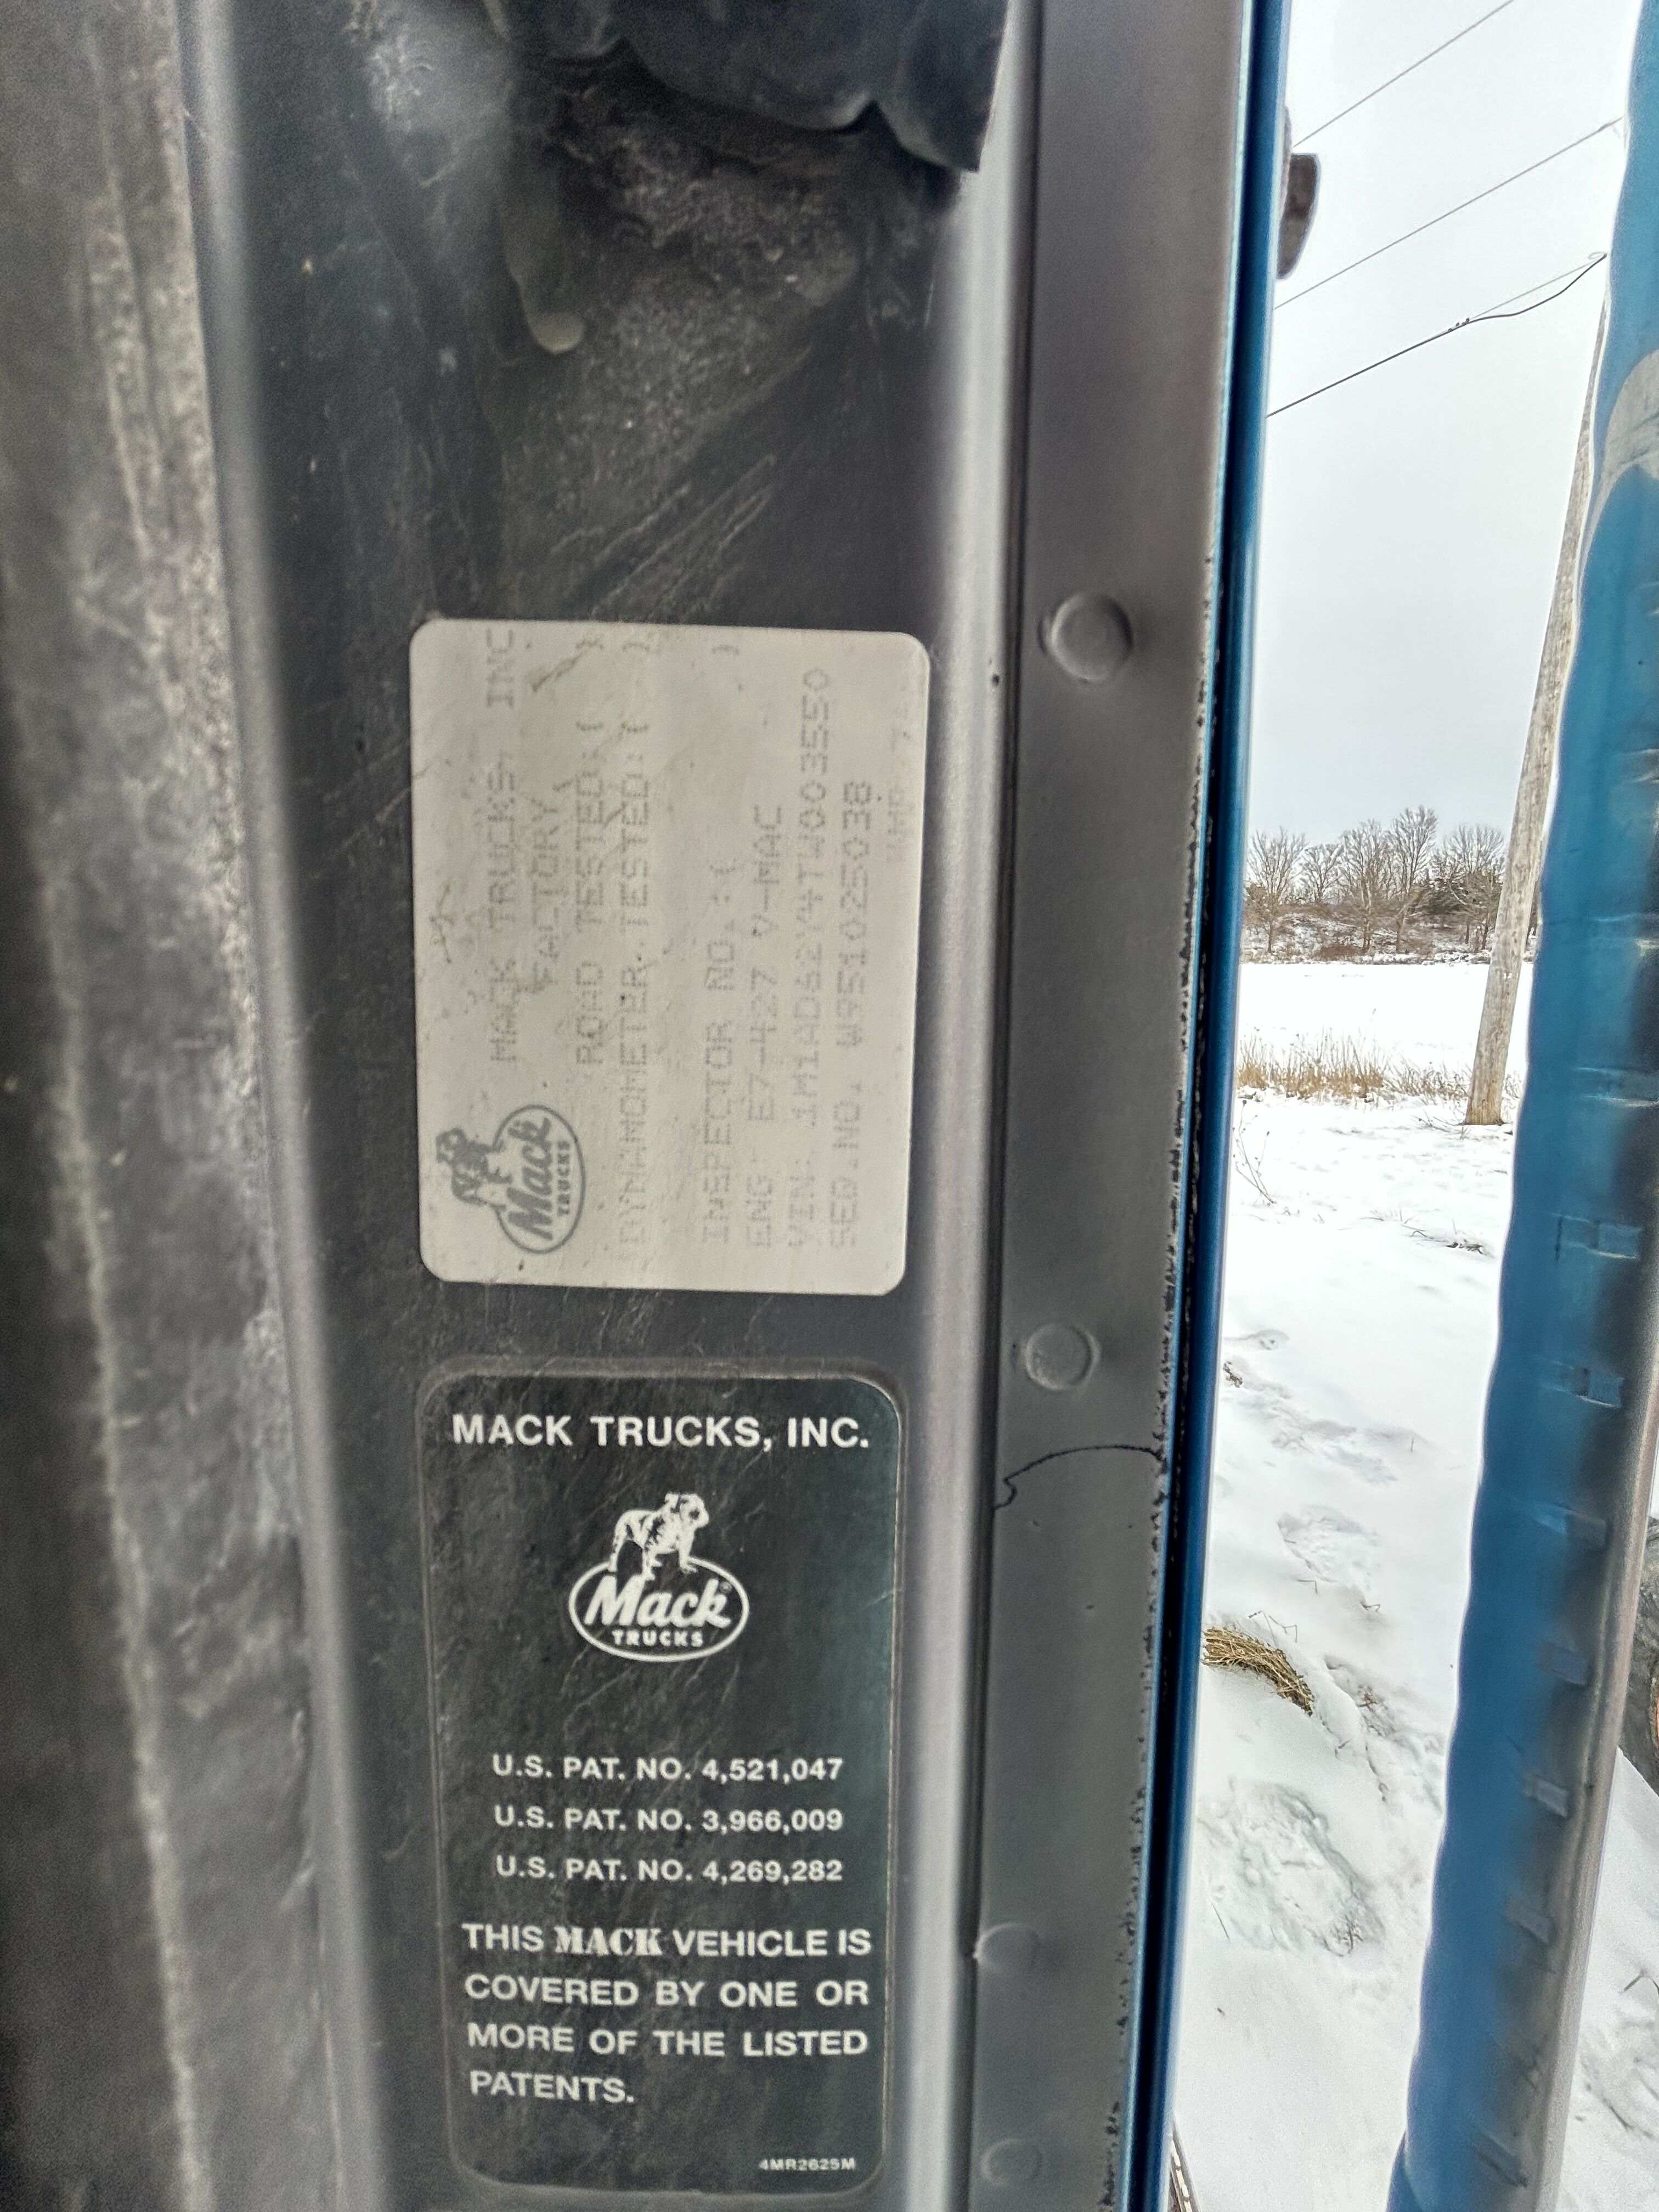 MACK TRUCKS, INC
FACTORY
ROAD TESTED:( )
(DYNAMOMETER TESTED:( ))
INSPECTOR NO.:( )
ENG: E7-427 V-MAC
VIN: 1M1AD62Y4TW003550
SEQ.NO. W951025038
Mack
TRUCKS
MACK TRUCKS, INC.
Mack
TRUCKS
U.S. PAT. NO. 4,521,047
U.S. PAT. NO. 3,966,009
U.S. PAT. NO. 4,269,282
THIS MACK VEHICLE IS
COVERED BY ONE OR
MORE OF THE LISTED
PATENTS.
4MR2625M